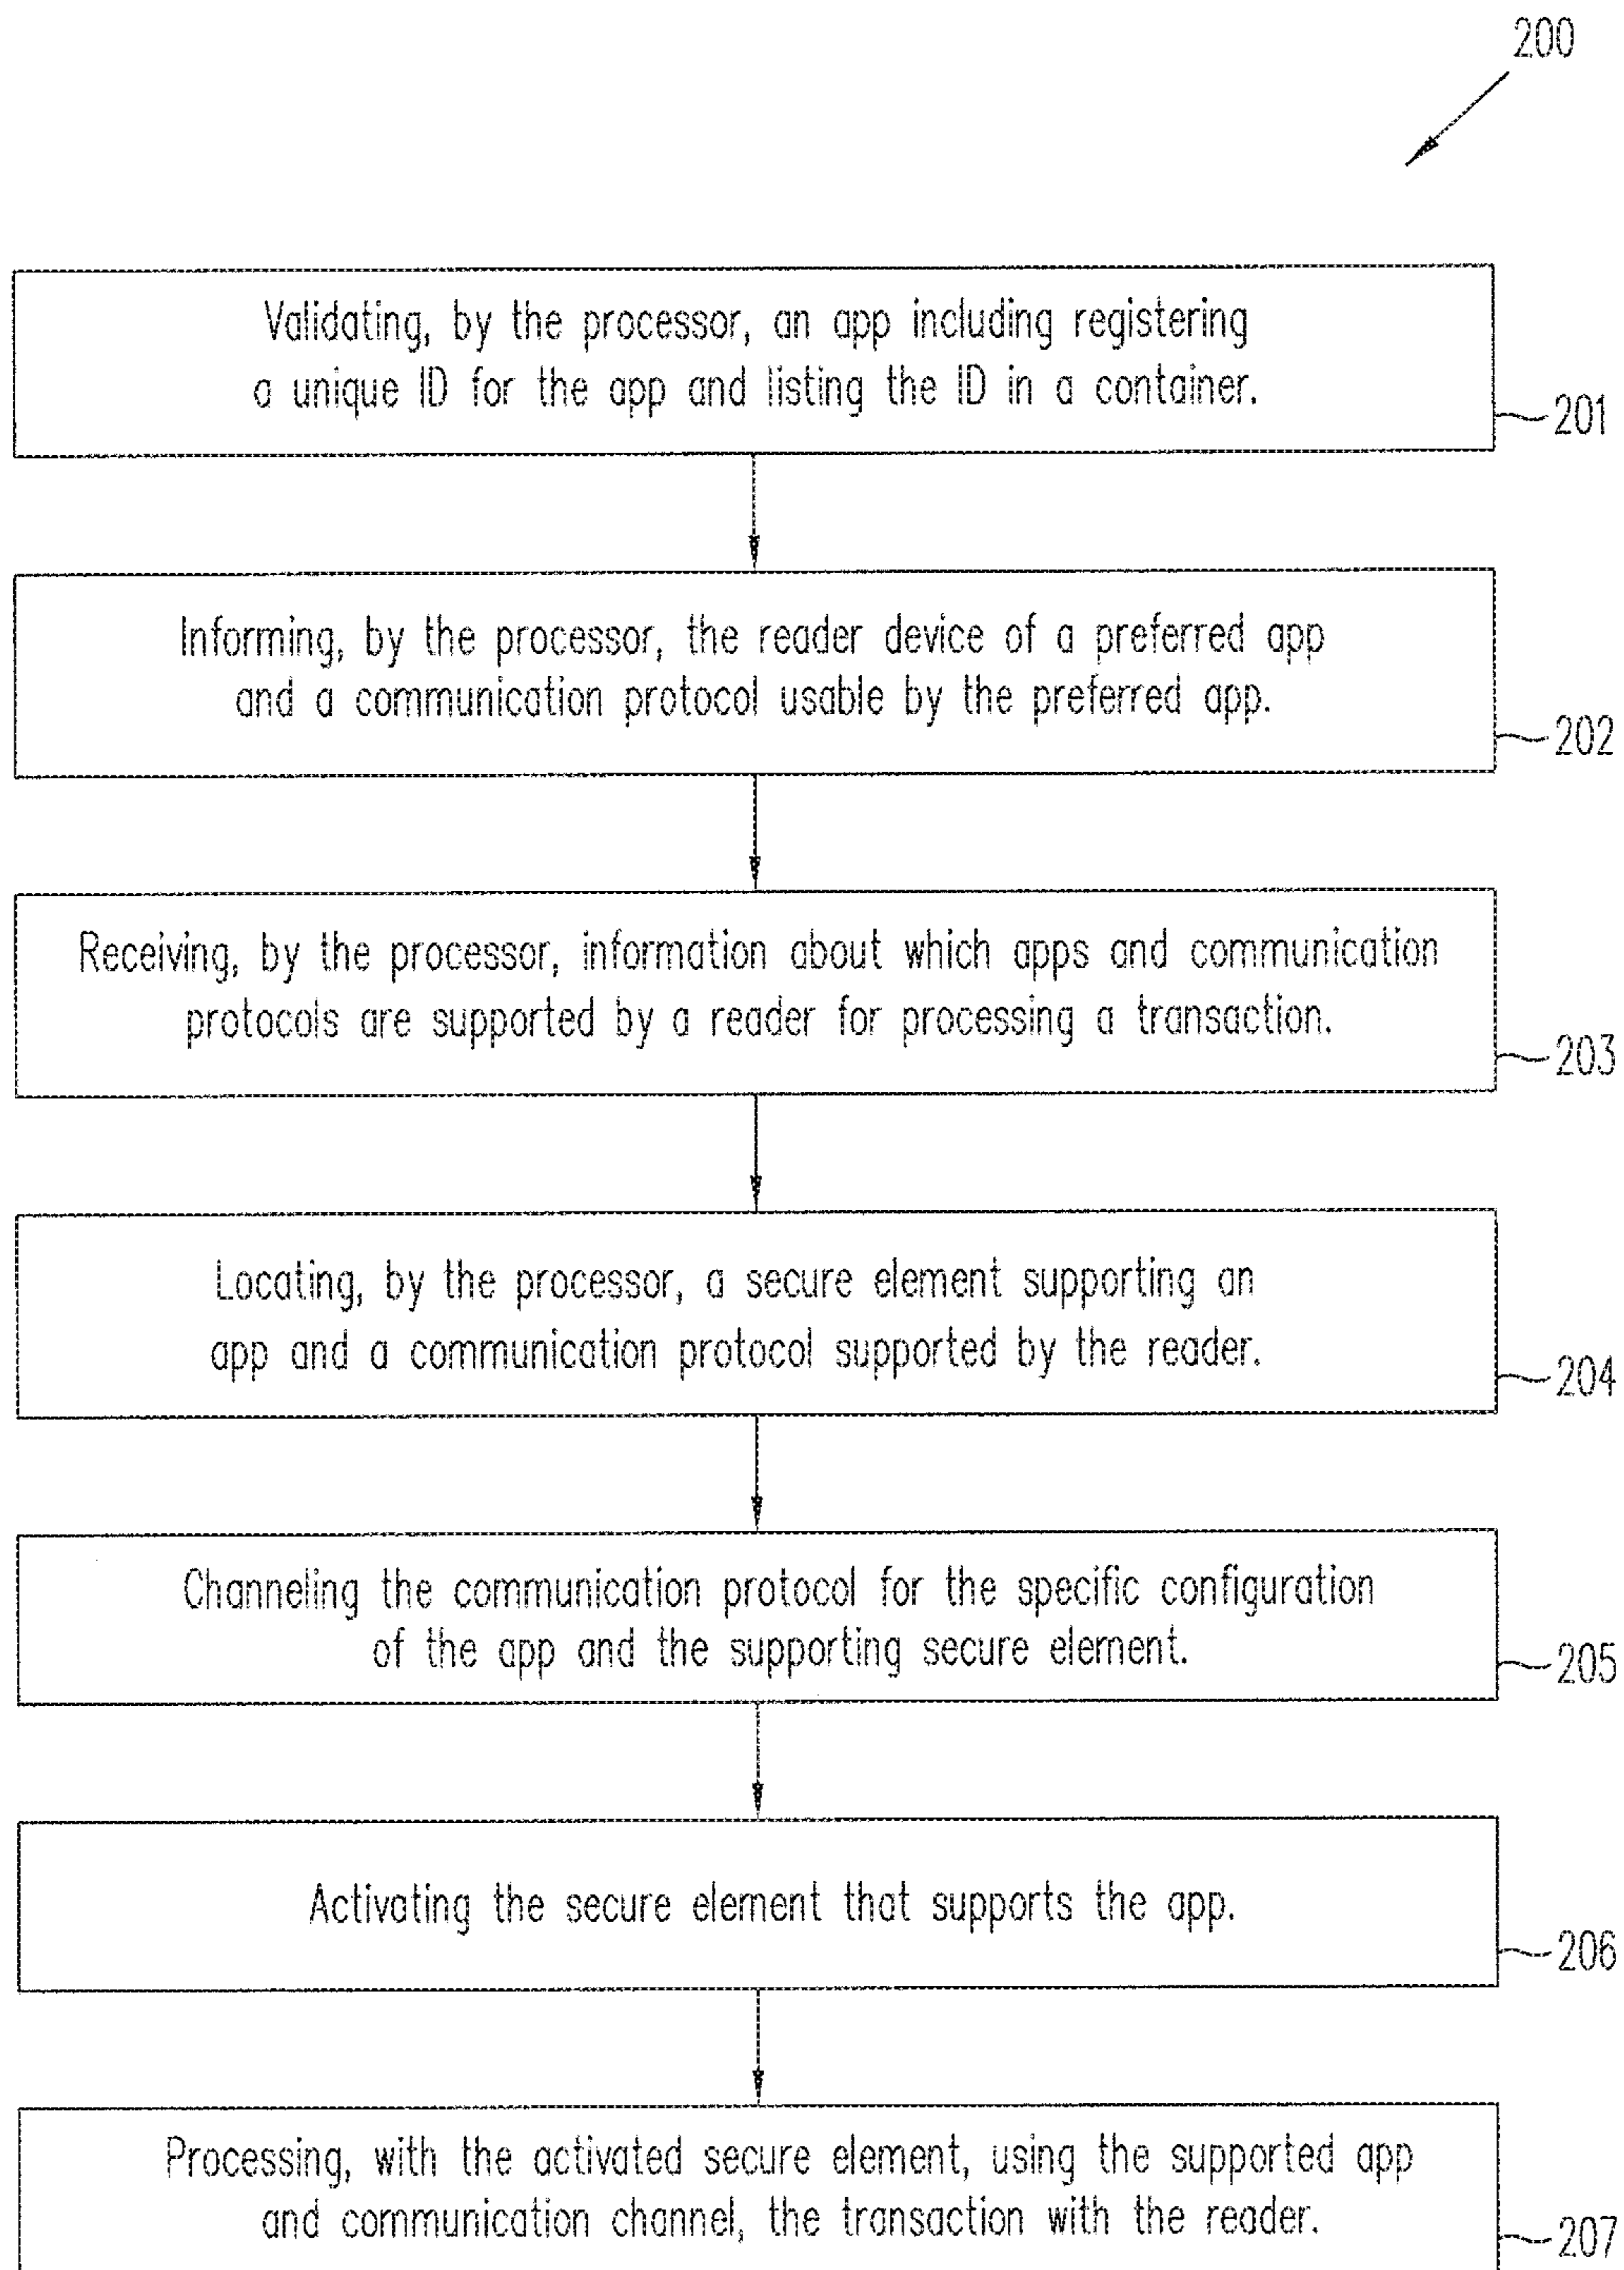 200
Validating, by the processor, an app including registering
a unique ID for the app and listing the ID in a container.
201
Informing, by the processor, the reader device of a preferred app
and a communication protocol usable by the preferred app.
202
Receiving, by the processor, information about which apps and communication
protocols are supported by a reader for processing a transaction.
203
Locating, by the processor, a secure element supporting an
app and a communication protocol supported by the reader.
204
Channeling the communication protocol for the specific configuration
of the app and the supporting secure element.
205
Activating the secure element that supports the app.
206
Processing, with the activated secure element, using the supported app
and communication channel, the transaction with the reader.
207